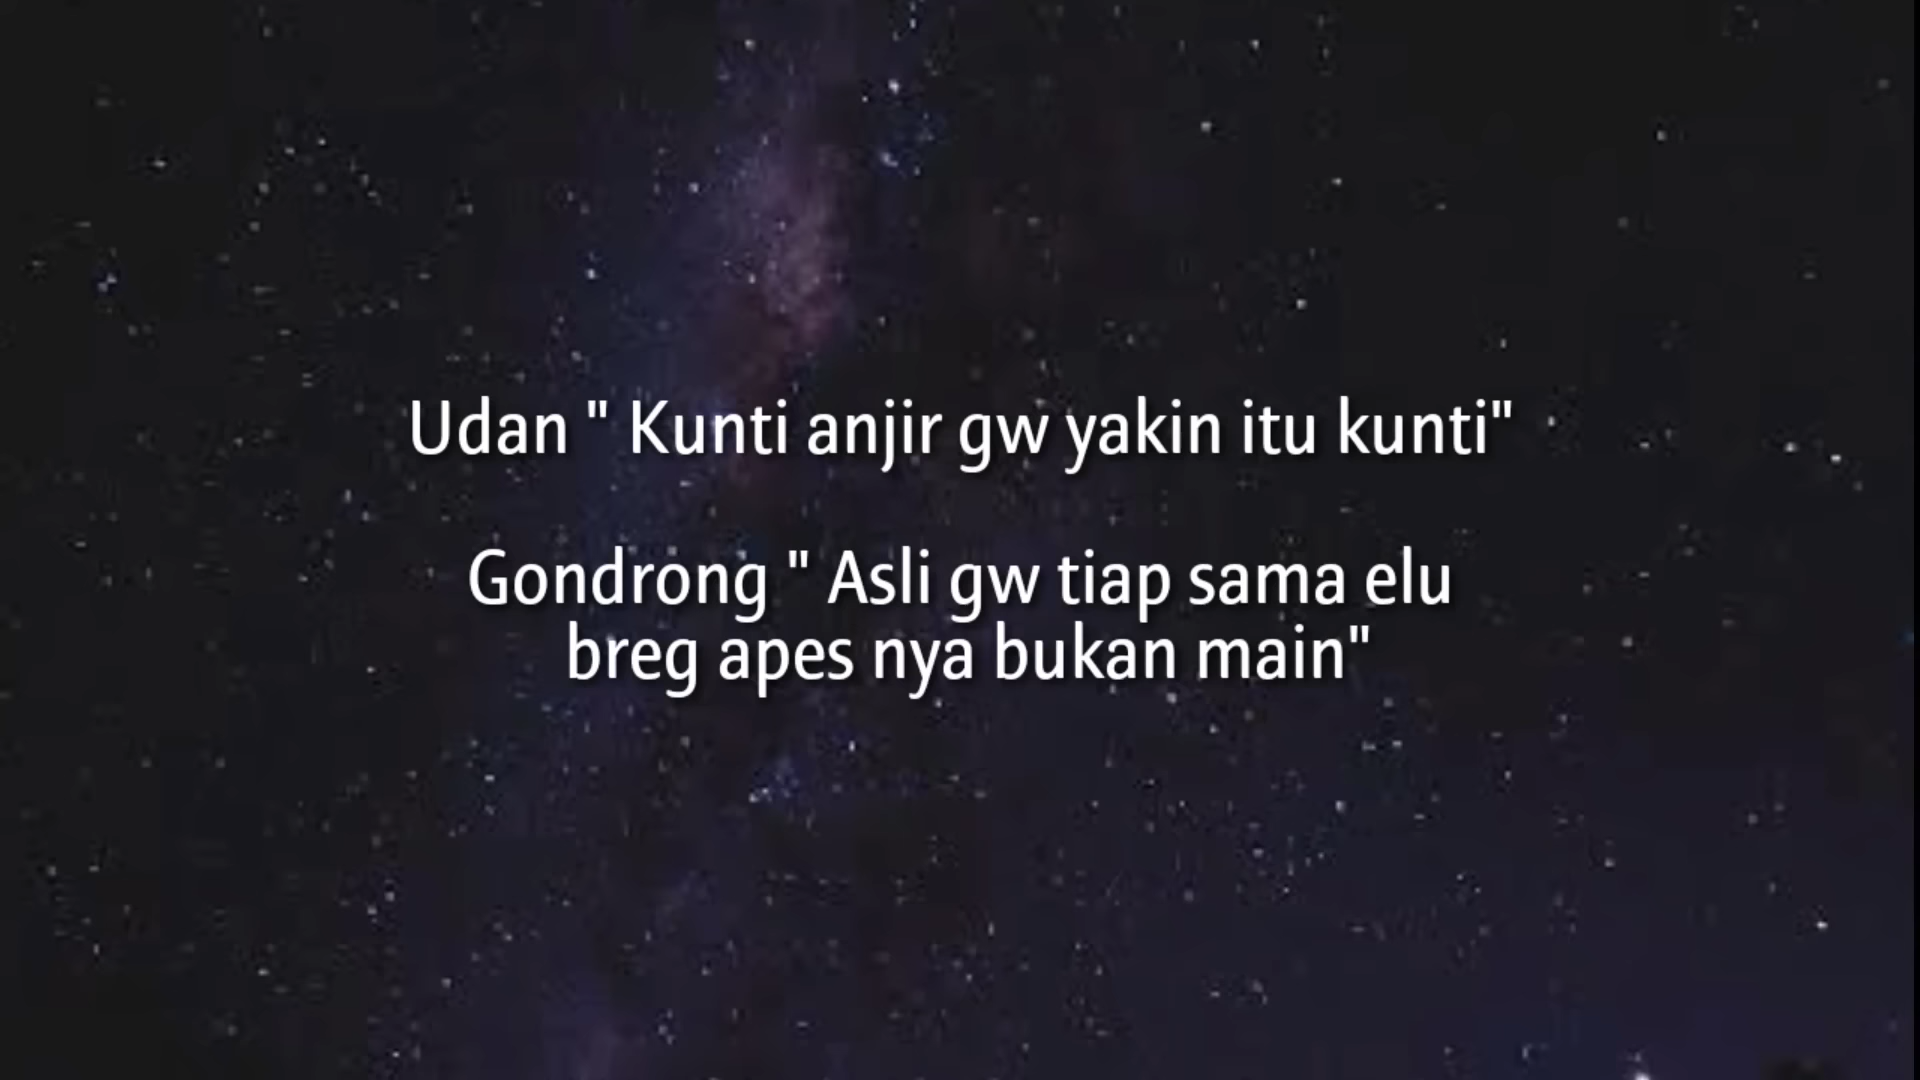 Udan " Kunti anjir gw yakin itu kunti"
Gondrong " Asli gw tiap sama elu
breg apes nya bukan main"